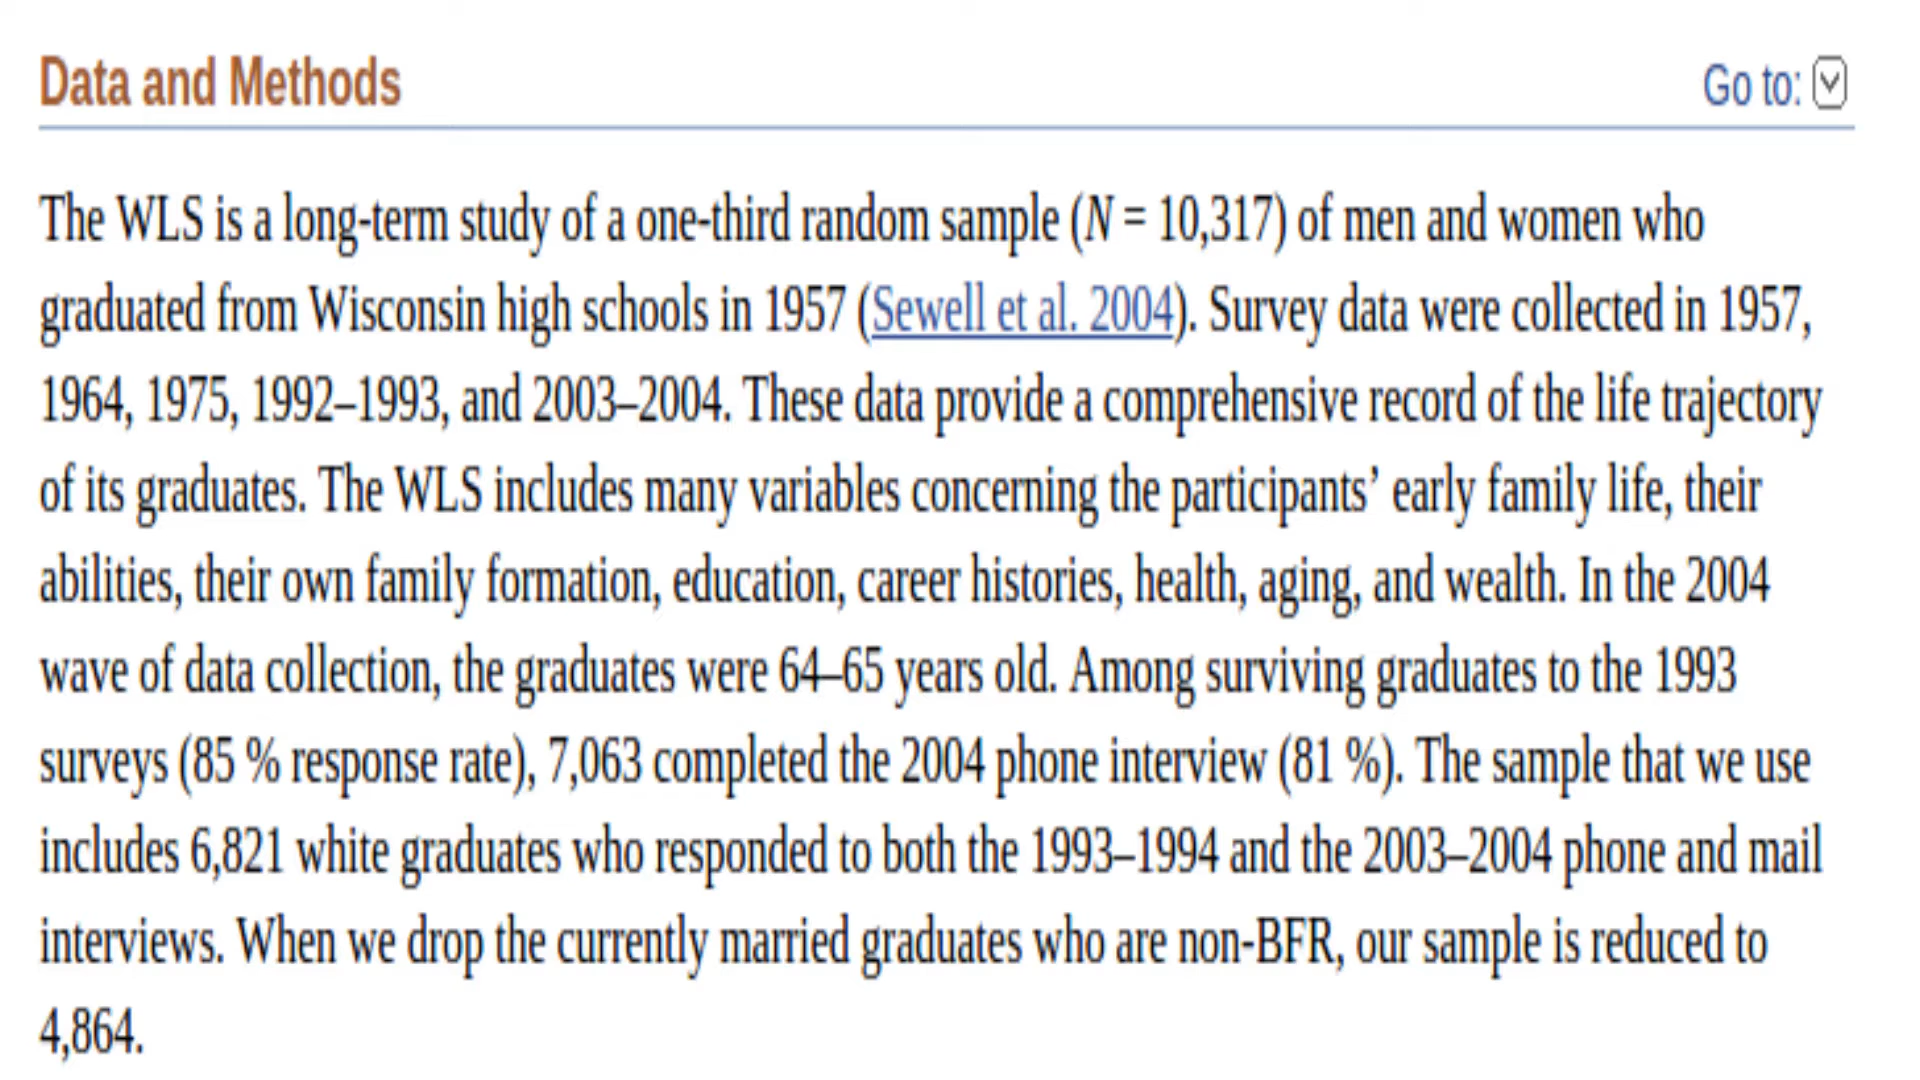 Data and Methods
Go to:
The WLS is a long-term study of a one-third random sample (N = 10,317) of men and women who
graduated from Wisconsin high schools in 1957 (Sewell et al. 2004). Survey data were collected in 1957,
1964, 1975, 1992–1993, and 2003–2004. These data provide a comprehensive record of the life trajectory
of its graduates. The WLS includes many variables concerning the participants’ early family life, their
abilities, their own family formation, education, career histories, health, aging, and wealth. In the 2004
wave of data collection, the graduates were 64–65 years old. Among surviving graduates to the 1993
surveys (85 % response rate), 7,063 completed the 2004 phone interview (81 %). The sample that we use
includes 6,821 white graduates who responded to both the 1993–1994 and the 2003–2004 phone and mail
interviews. When we drop the currently married graduates who are non-BFR, our sample is reduced to
4,864.